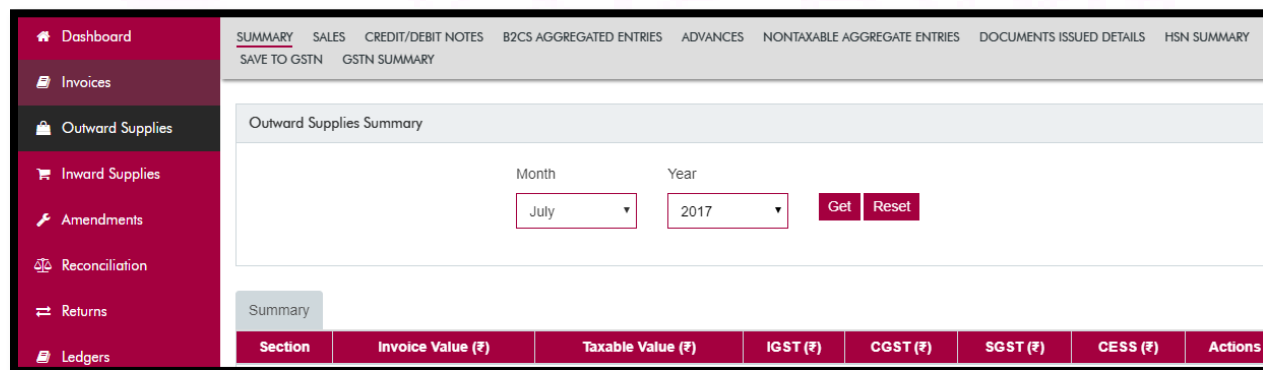 Dashboard
Invoices
Outward Supplies
Inward Supplies
Amendments
Reconciliation
Returns
Ledgers
SUMMARY SALES CREDIT/DEBIT NOTES B2CS AGGREGATED ENTRIES ADVANCES NONTAXABLE AGGREGATE ENTRIES DOCUMENTS ISSUED DETAILS HSN SUMMARY
SAVE TO GSTN GSTN SUMMARY
Outward Supplies Summary
Month Year
July 2017 Get Reset
Summary
Section Invoice Value (₹) Taxable Value (₹) IGST (₹) CGST (₹) SGST (₹) CESS (₹) Actions